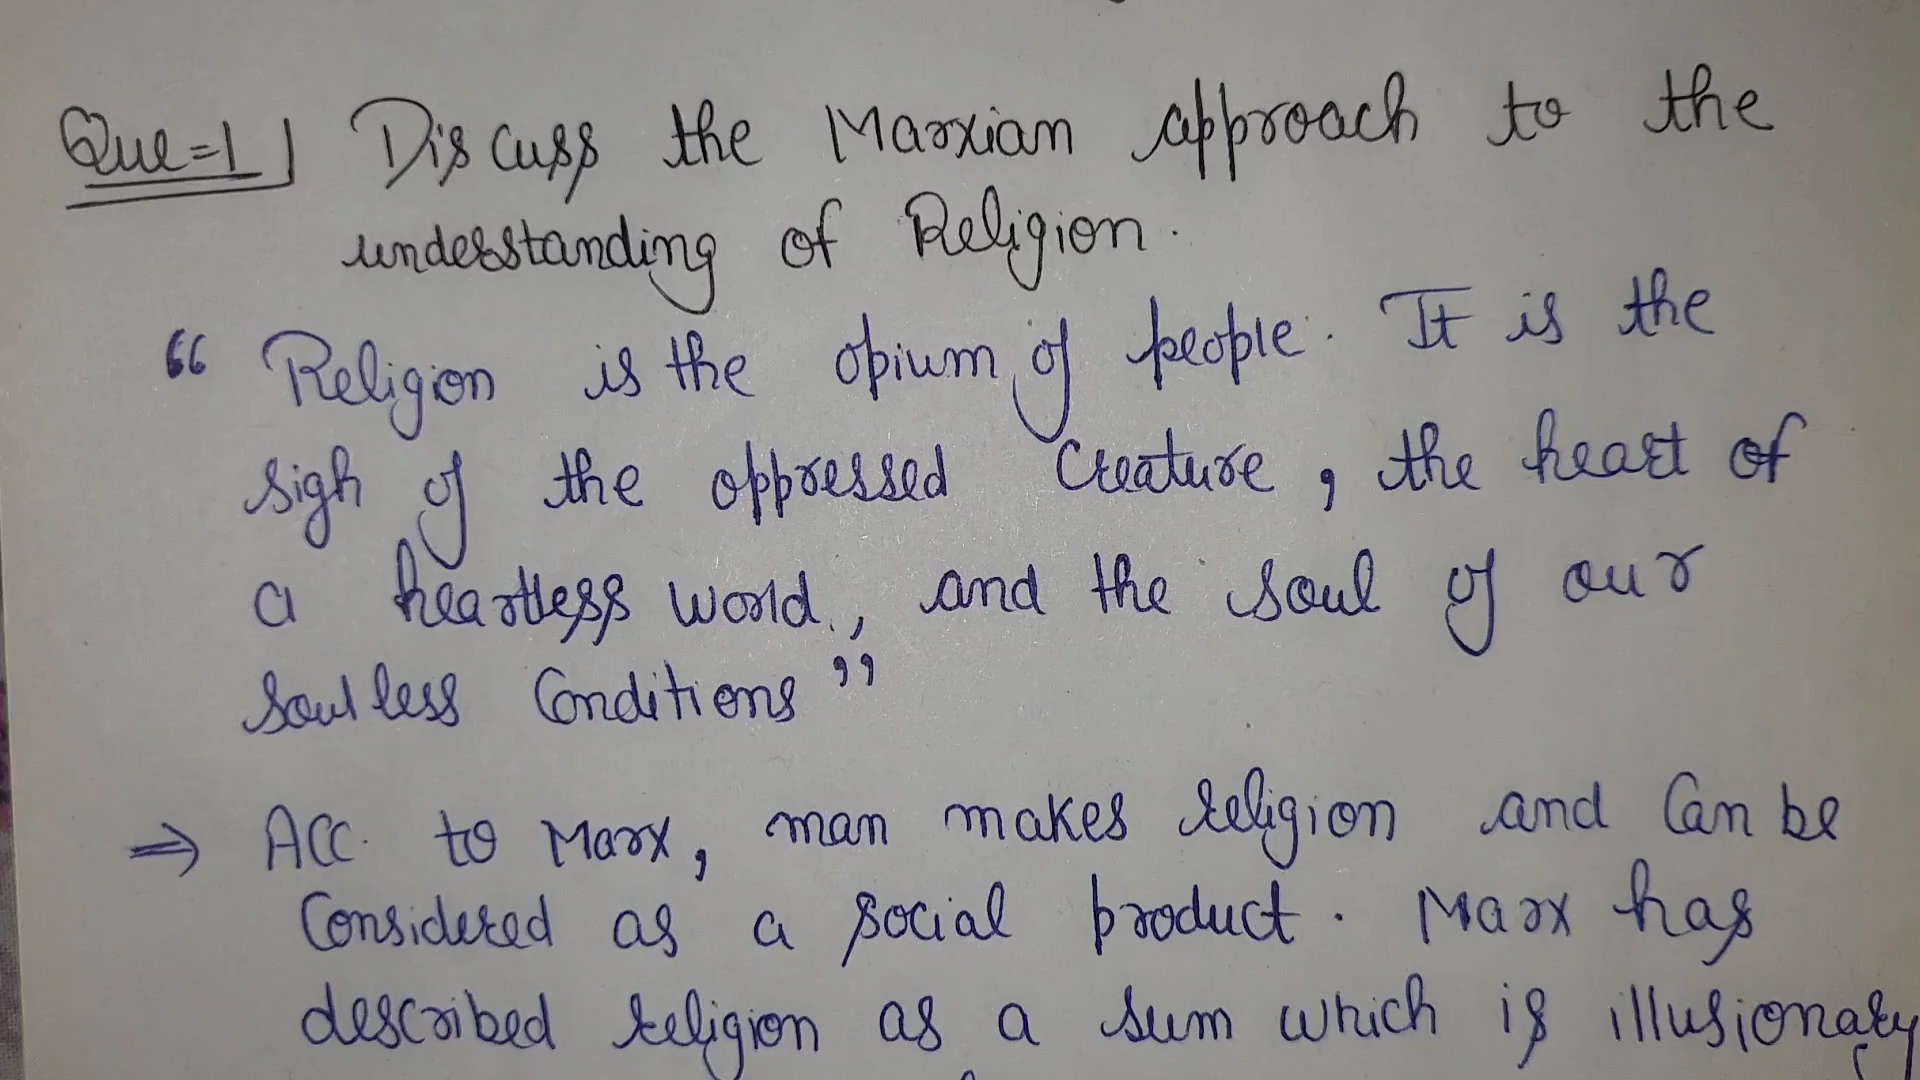 Que=1) Discuss the Marxian approach to the
understanding of Religion.
“ Religion is the opium of people. It is the
sigh of the oppressed creature, the heart of
a heartless world., and the soul of our
soulless Conditions ”
⇒ Acc. to Marx, man makes religion and Can be
Considered as a social product. Marx has
described religion as a sum which is illusionary